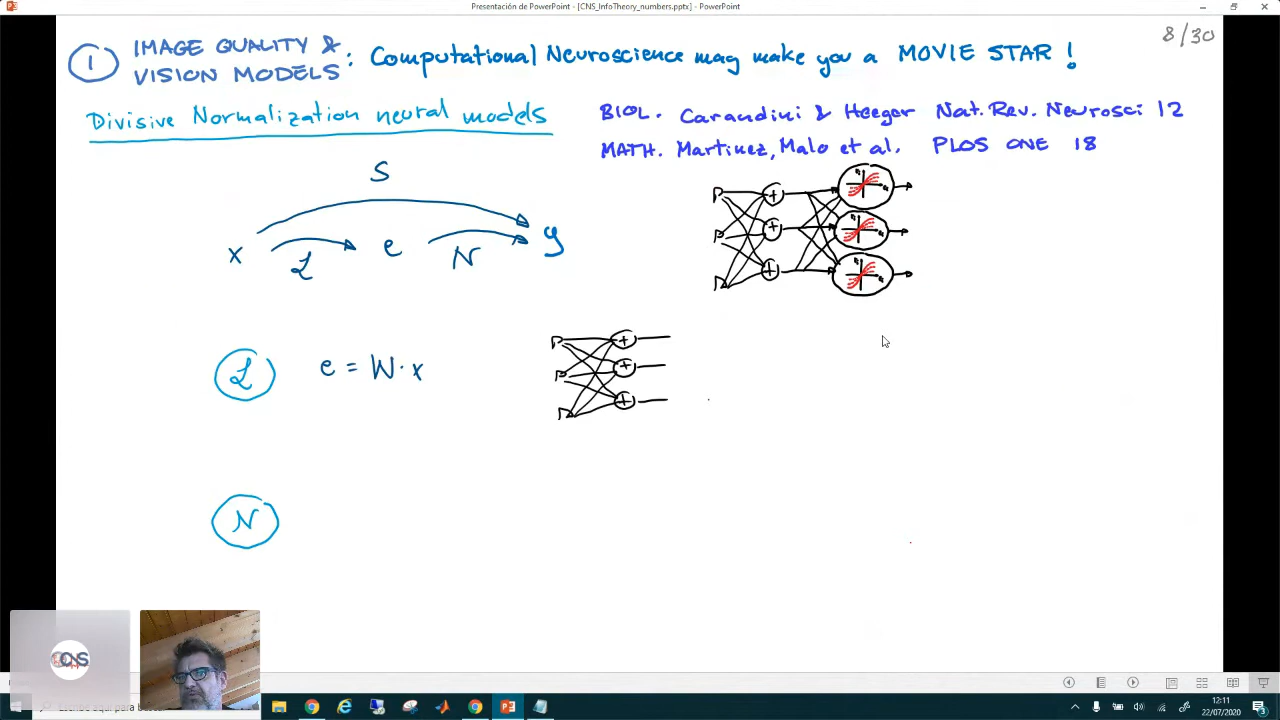 Presentación de PowerPoint - [CNS_InfoTheory_numbers.pptx] - PowerPoint
8/30
1 IMAGE QUALITY & VISION MODELS : Computational Neuroscience may make you a MOVIE STAR !
Divisive Normalization neural models
BIOL. Carandini & Heeger Nat. Rev. Neurosci 12
MATH. Martinez, Malo et al. PLOS ONE 18
S
x L e N y
L e = W · x
N
CNS
12:11
22/07/2020